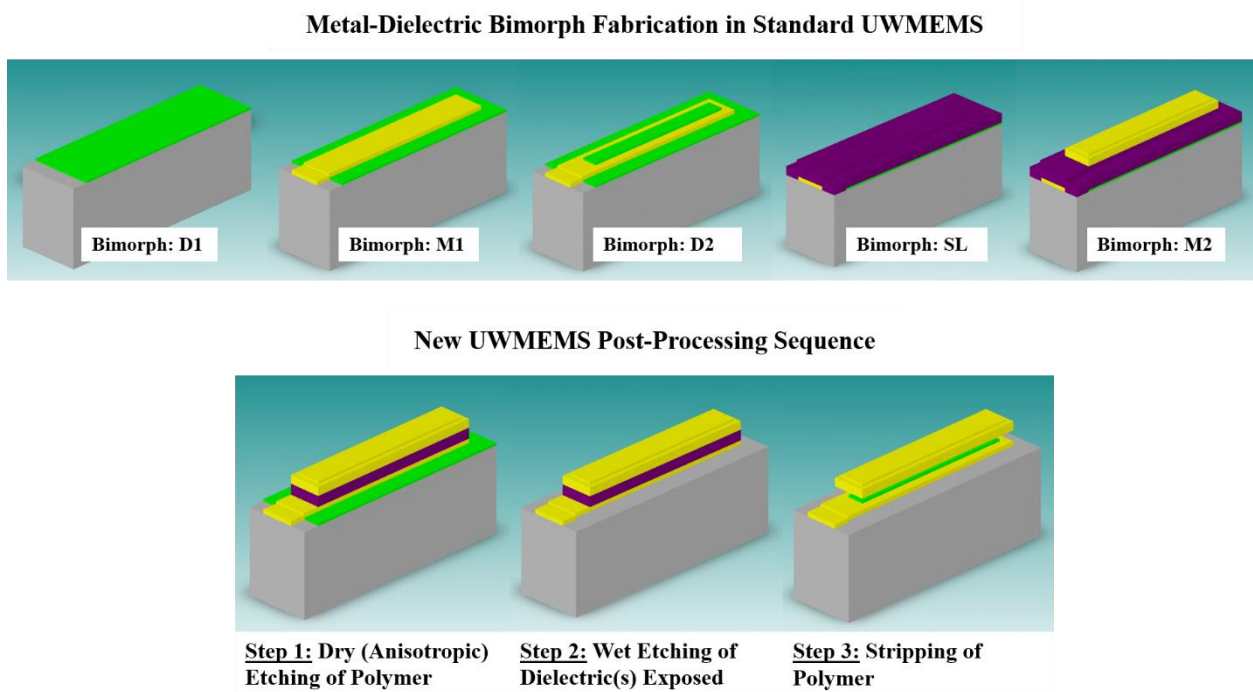 Metal-Dielectric Bimorph Fabrication in Standard UWMEMS
Bimorph: D1
Bimorph: M1
Bimorph: D2
Bimorph: SL
Bimorph: M2
New UWMEMS Post-Processing Sequence
Step 1: Dry (Anisotropic)
Etching of Polymer
Step 2: Wet Etching of
Dielectric(s) Exposed
Step 3: Stripping of
Polymer